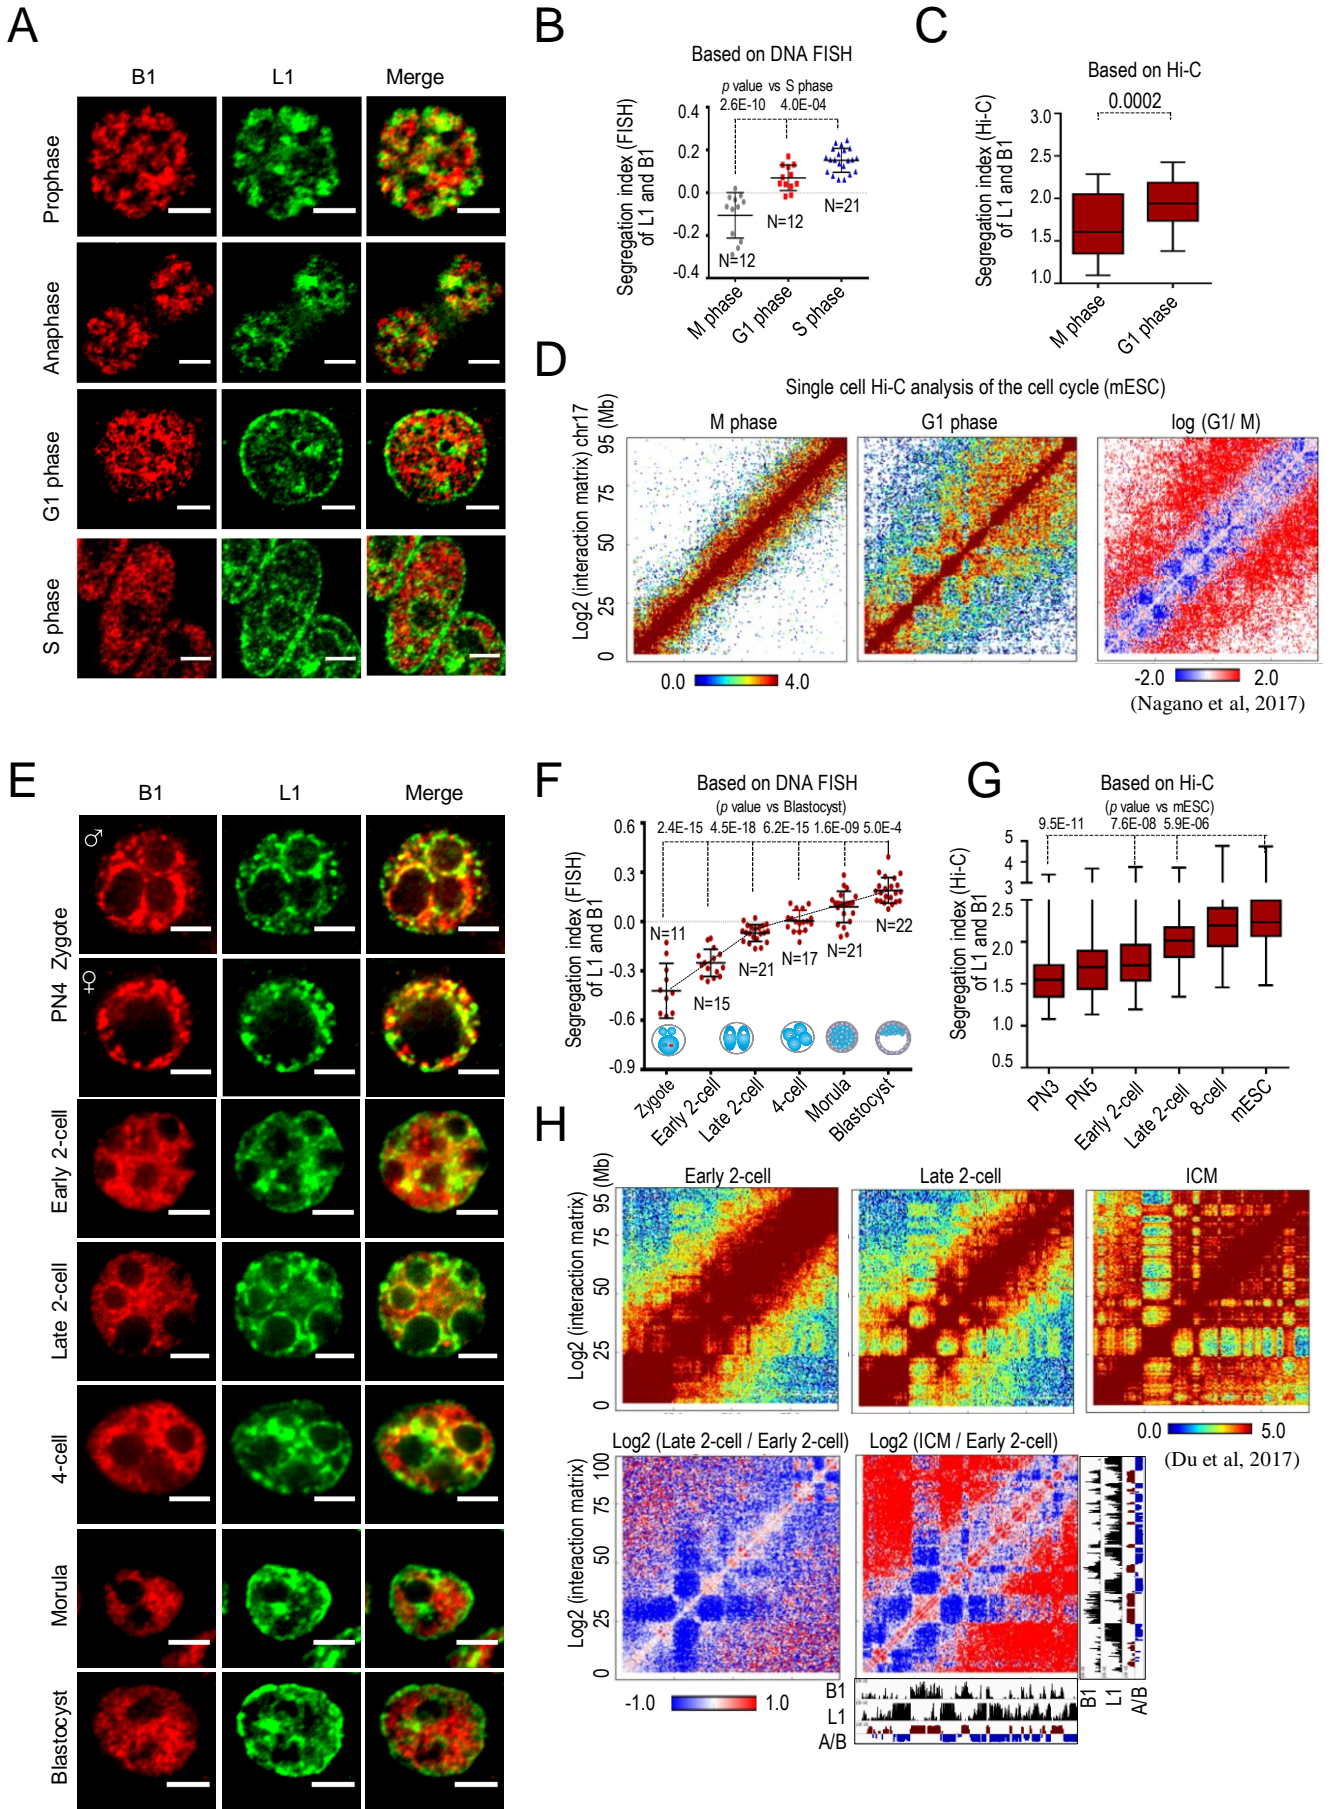 A
B1
L1
Merge
Prophase
Anaphase
G1 phase
S phase
B
Based on DNA FISH
p value vs S phase
2.6E-10
4.0E-04
Segregation index (FISH)
of L1 and B1
0.4
0.2
0.0
-0.2
-0.4
N=12
N=12
N=21
M phase
G1 phase
S phase
C
Based on Hi-C
0.0002
Segregation index (Hi-C)
of L1 and B1
3.0
2.5
2.0
1.5
1.0
M phase
G1 phase
D
Single cell Hi-C analysis of the cell cycle (mESC)
M phase
G1 phase
log (G1/ M)
Log2 (interaction matrix) chr17
0
25
50
75
95 (Mb)
0.0
4.0
-2.0
2.0
(Nagano et al, 2017)
E
B1
L1
Merge
♂
♀
PN4 Zygote
Early 2-cell
Late 2-cell
4-cell
Morula
Blastocyst
F
Based on DNA FISH
(p value vs Blastocyst)
2.4E-15
4.5E-18
6.2E-15
1.6E-09
5.0E-4
Segregation index (FISH)
of L1 and B1
0.6
0.3
0.0
-0.3
-0.6
-0.9
N=11
N=15
N=21
N=17
N=21
N=22
Zygote
Early 2-cell
Late 2-cell
4-cell
Morula
Blastocyst
G
Based on Hi-C
(p value vs mESC)
9.5E-11
7.6E-08
5.9E-06
Segregation index (Hi-C)
of L1 and B1
5
4
3
2.5
2.0
1.5
1.0
0.5
PN3
PN5
Early 2-cell
Late 2-cell
8-cell
mESC
H
Early 2-cell
Late 2-cell
ICM
Log2 (interaction matrix)
0
25
50
75
95 (Mb)
0.0
5.0
(Du et al, 2017)
Log2 (Late 2-cell / Early 2-cell)
Log2 (ICM / Early 2-cell)
Log2 (interaction matrix)
0
25
50
75
100
-1.0
1.0
B1
L1
A/B
B1
L1
A/B